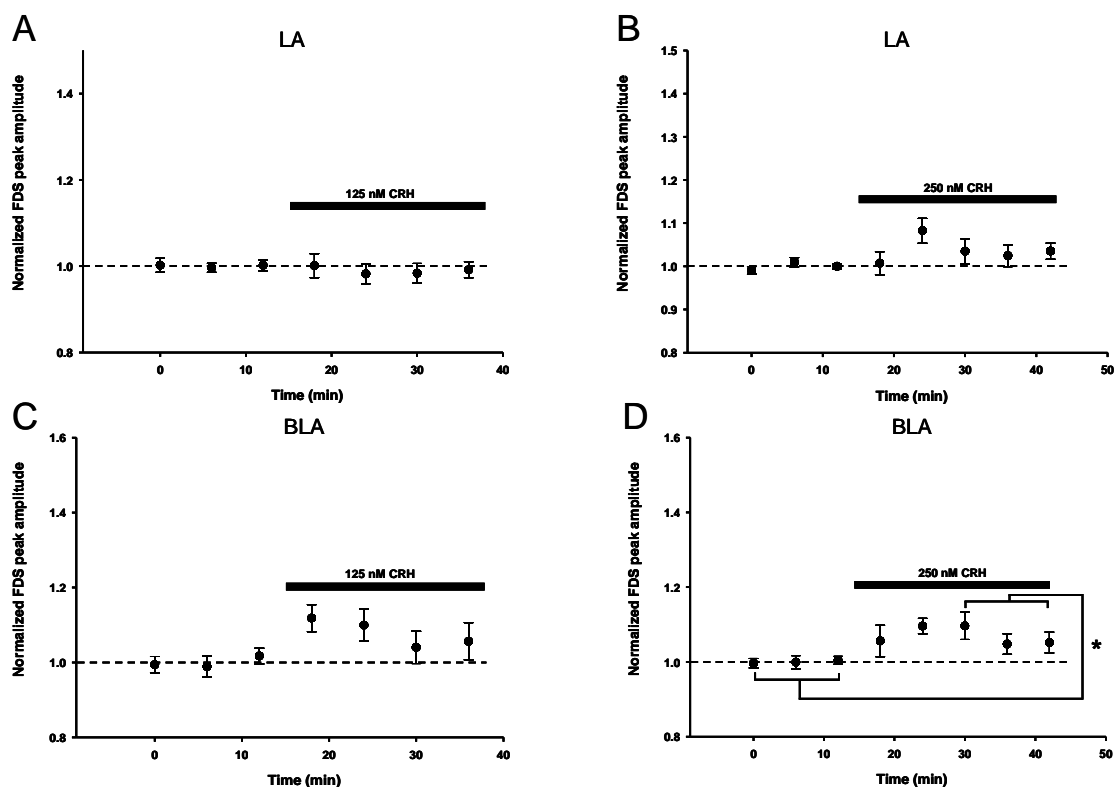 A
LA
Normalized FDS peak amplitude
1.4
1.2
1.0
0.8
125 nM CRH
0
10
20
30
40
Time (min)
B
LA
Normalized FDS peak amplitude
1.5
1.4
1.3
1.2
1.1
1.0
0.9
0.8
250 nM CRH
0
10
20
30
40
50
Time (min)
C
BLA
Normalized FDS peak amplitude
1.6
1.4
1.2
1.0
0.8
125 nM CRH
0
10
20
30
40
Time (min)
D
BLA
Normalized FDS peak amplitude
1.6
1.4
1.2
1.0
0.8
250 nM CRH
*
0
10
20
30
40
50
Time (min)